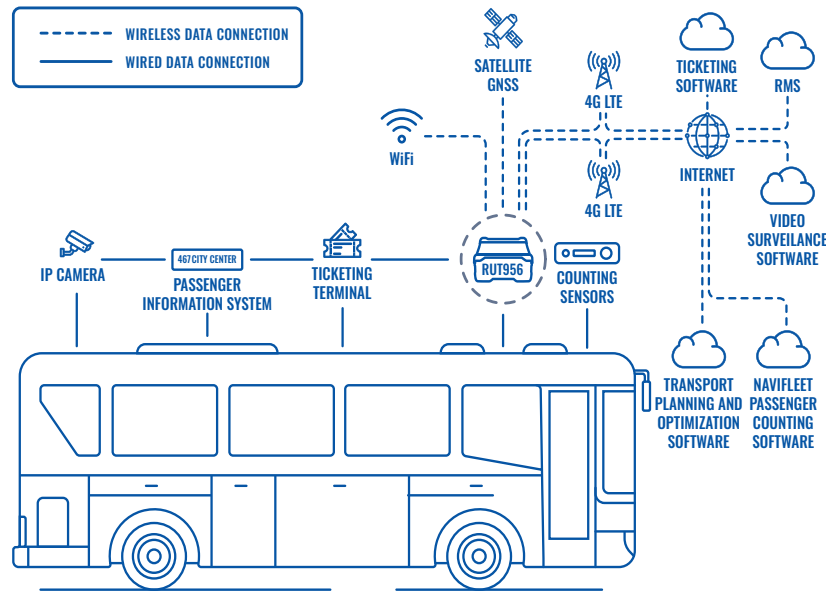 WIRELESS DATA CONNECTION
WIRED DATA CONNECTION
SATELLITE
GNSS
4G LTE
TICKETING
SOFTWARE
RMS
WiFi
INTERNET
4G LTE
VIDEO
SURVEILANCE
SOFTWARE
IP CAMERA
467 CITY CENTER
PASSENGER
INFORMATION SYSTEM
TICKETING
TERMINAL
RUT956
COUNTING
SENSORS
TRANSPORT
PLANNING AND
OPTIMIZATION
SOFTWARE
NAVIFLEET
PASSENGER
COUNTING
SOFTWARE